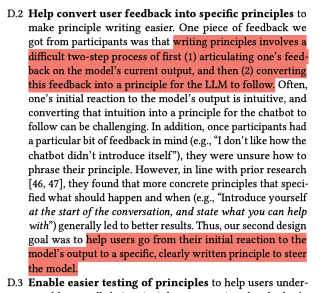 D.2 Help convert user feedback into specific principles to
make principle writing easier. One piece of feedback we
got from participants was that writing principles involves a
difficult two-step process of first (1) articulating one's feed-
back on the model's current output, and then (2) converting
this feedback into a principle for the LLM to follow. Often,
one's initial reaction to the model's output is intuitive, and
converting that intuition into a principle for the chatbot to
follow can be challenging. In addition, once participants had
a particular bit of feedback in mind (e.g., "I don't like how the
chatbot didn't introduce itself"), they were unsure how to
phrase their principle. However, in line with prior research
[46, 47], they found that more concrete principles that speci-
fied what should happen and when (e.g., "Introduce yourself
at the start of the conversation, and state what you can help
with") generally led to better results. Thus, our second design
goal was to help users go from their initial reaction to the
model's output to a specific, clearly written principle to steer
the model.
D.3 Enable easier testing of principles to help users under-